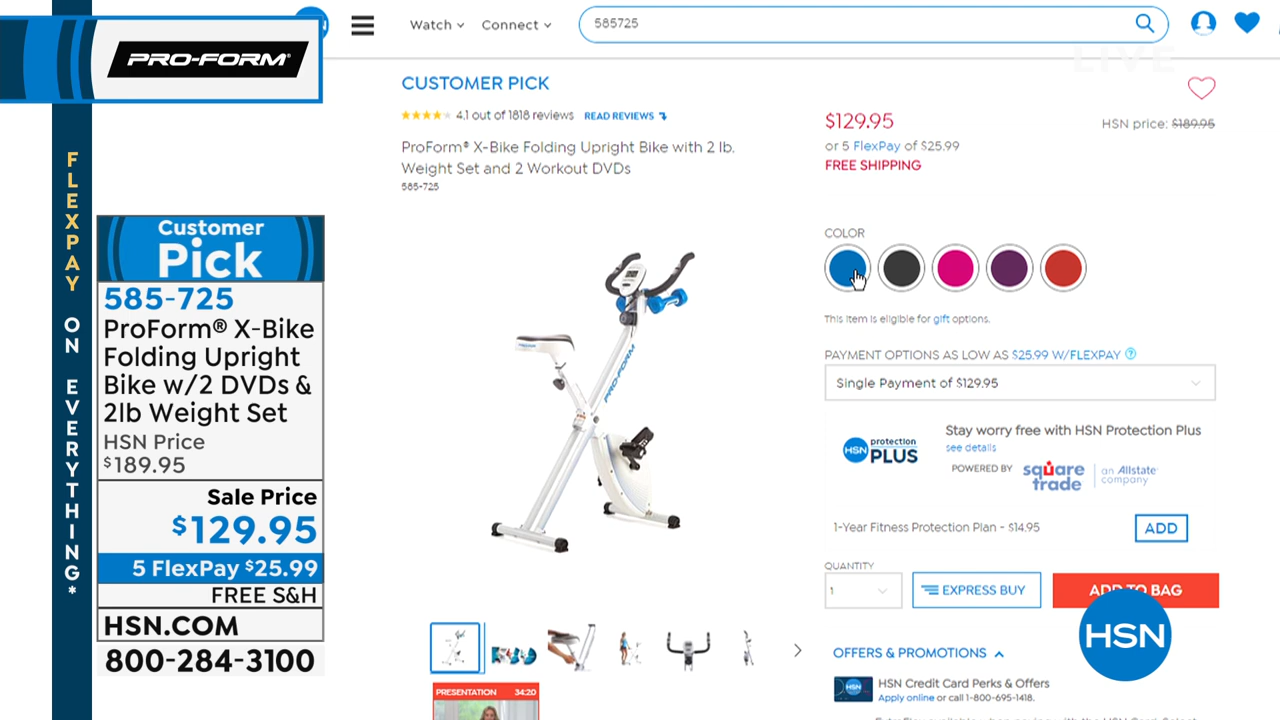 PRO-FORM®
FLEXPAY ON EVERYTHING*
Customer
Pick
585-725
ProForm® X-Bike
Folding Upright
Bike w/2 DVDs &
2lb Weight Set
HSN Price
$189.95
Sale Price
$129.95
5 FlexPay $25.99
FREE S&H
HSN.COM
800-284-3100
Watch
Connect
585725
LIVE
CUSTOMER PICK
4.1 out of 1818 reviews READ REVIEWS
ProForm® X-Bike Folding Upright Bike with 2 lb.
Weight Set and 2 Workout DVDs
585-725
PRO-FORM
PRESENTATION 34:20
$129.95
HSN price: $189.95
or 5 FlexPay of $25.99
FREE SHIPPING
COLOR
This item is eligible for gift options.
PAYMENT OPTIONS AS LOW AS $25.99 W/FLEXPAY ?
Single Payment of $129.95
HSN protection PLUS
Stay worry free with HSN Protection Plus
see details
POWERED BY square trade | an Allstate company
1-Year Fitness Protection Plan - $14.95
ADD
QUANTITY
1
EXPRESS BUY
ADD TO BAG
HSN
OFFERS & PROMOTIONS
HSN Credit Card Perks & Offers
Apply online or call 1-800-695-1418.